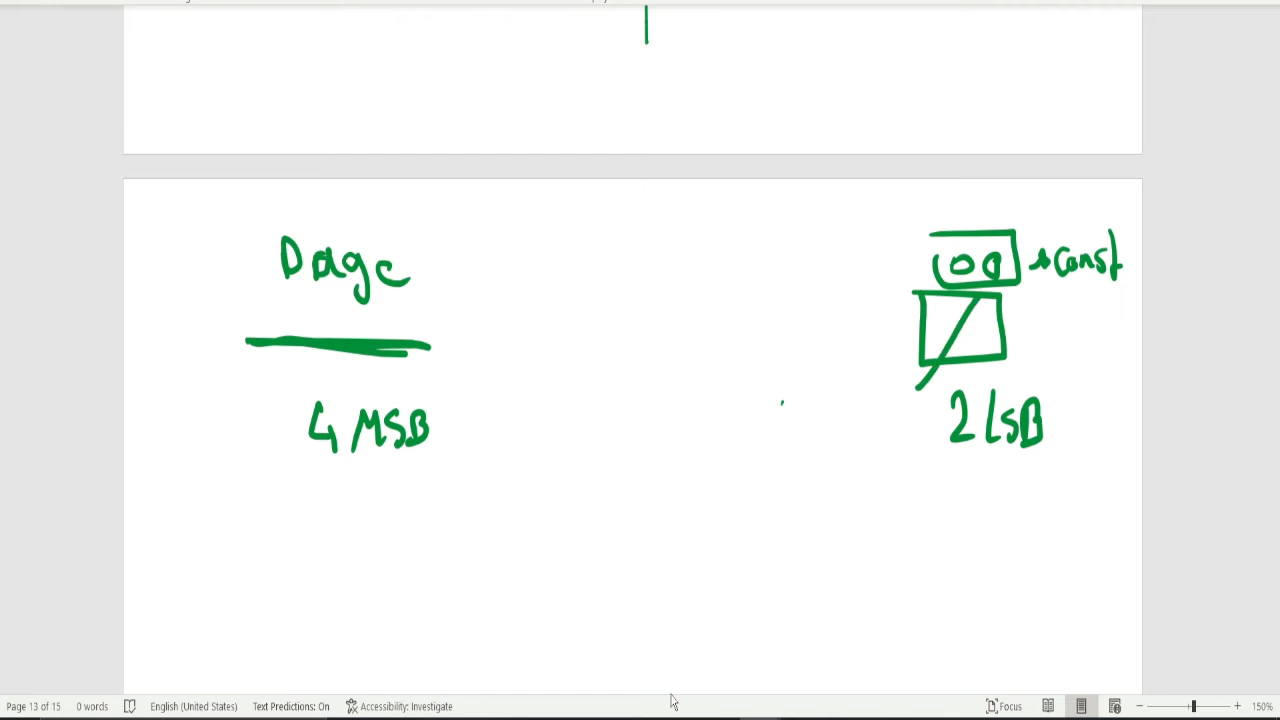 Dage
00 → const
4 MSB
2 LSB
Page 13 of 15 0 words English (United States) Text Predictions: On Accessibility: Investigate Focus 150%